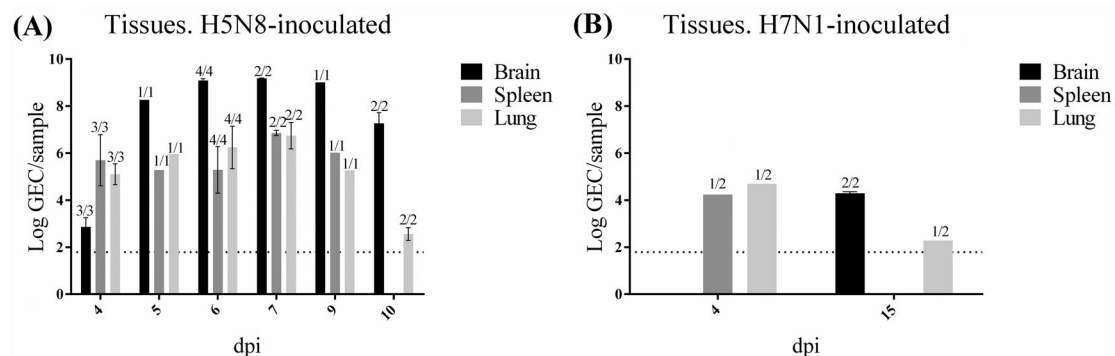 (A)
Tissues. H5N8-inoculated
Log GEC/sample
10
8
6
4
2
0
3/3
3/3
3/3
1/1
1/1
1/1
4/4
4/4
4/4
2/2
2/2
2/2
1/1
1/1
1/1
2/2
2/2
4
5
6
7
9
10
dpi
Brain
Spleen
Lung
(B)
Tissues. H7N1-inoculated
Log GEC/sample
10
8
6
4
2
0
1/2
1/2
2/2
1/2
4
15
dpi
Brain
Spleen
Lung